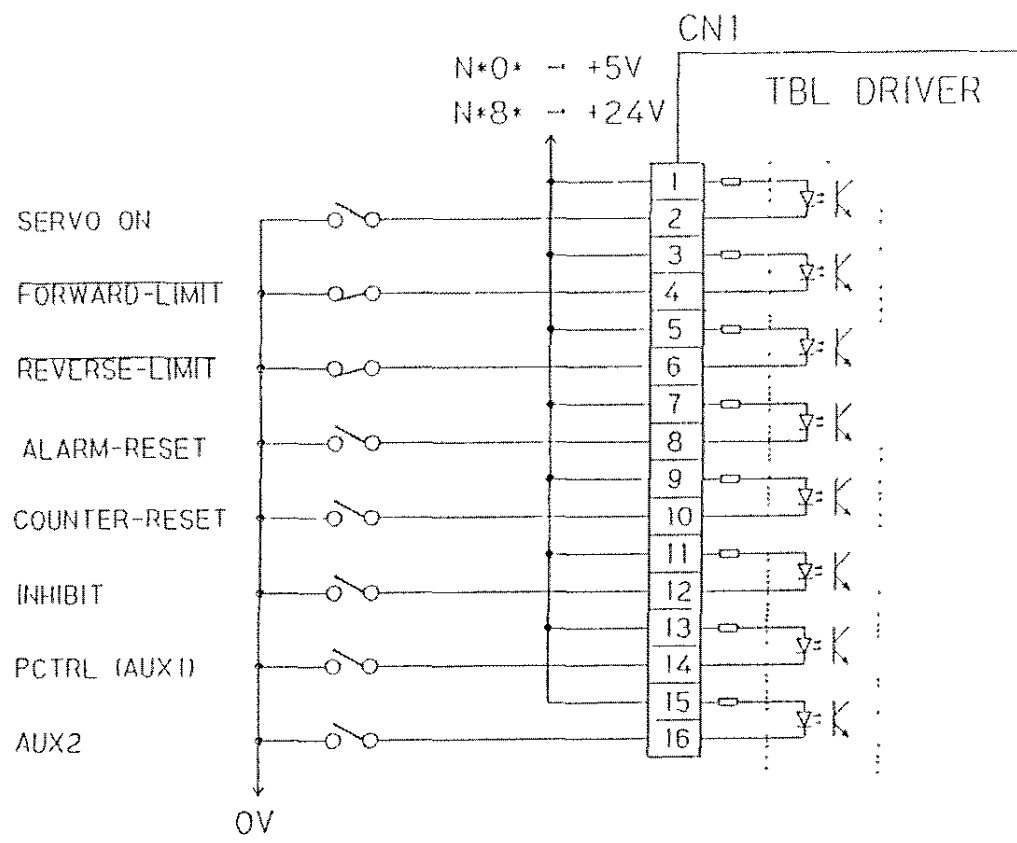 CN1
N*0* → +5V
N*8* → +24V
TBL DRIVER
1
SERVO ON
2
3
FORWARD-LIMIT
4
5
REVERSE-LIMIT
6
7
ALARM-RESET
8
9
COUNTER-RESET
10
11
INHIBIT
12
13
PCTRL (AUX1)
14
15
AUX2
16
0V